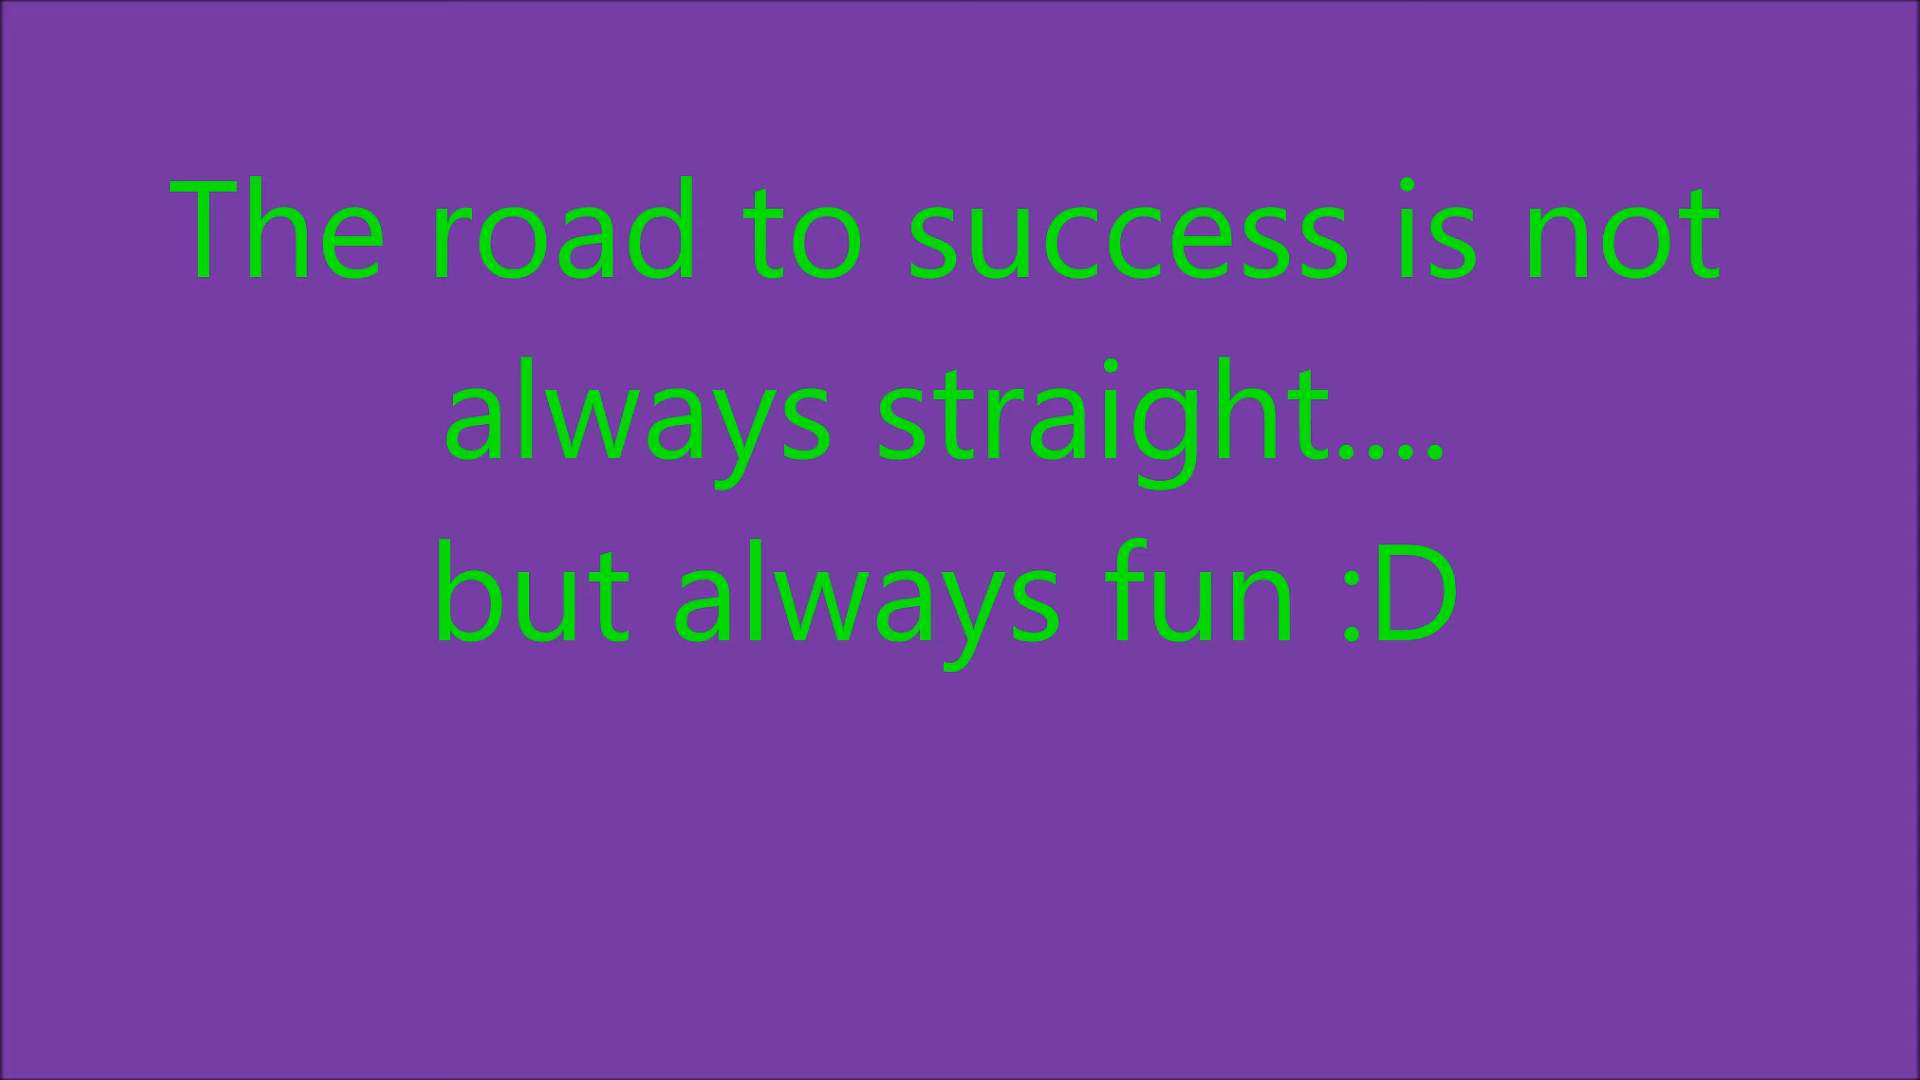 The road to success is not
always straight....
but always fun :D